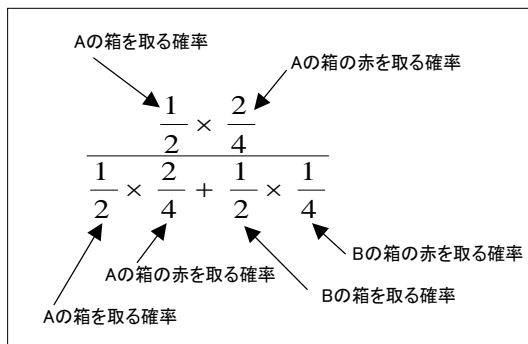 Aの箱を取る確率
Aの箱の赤を取る確率
1/2 × 2/4
1/2 × 2/4 + 1/2 × 1/4
Bの箱の赤を取る確率
Aの箱の赤を取る確率
Bの箱を取る確率
Aの箱を取る確率